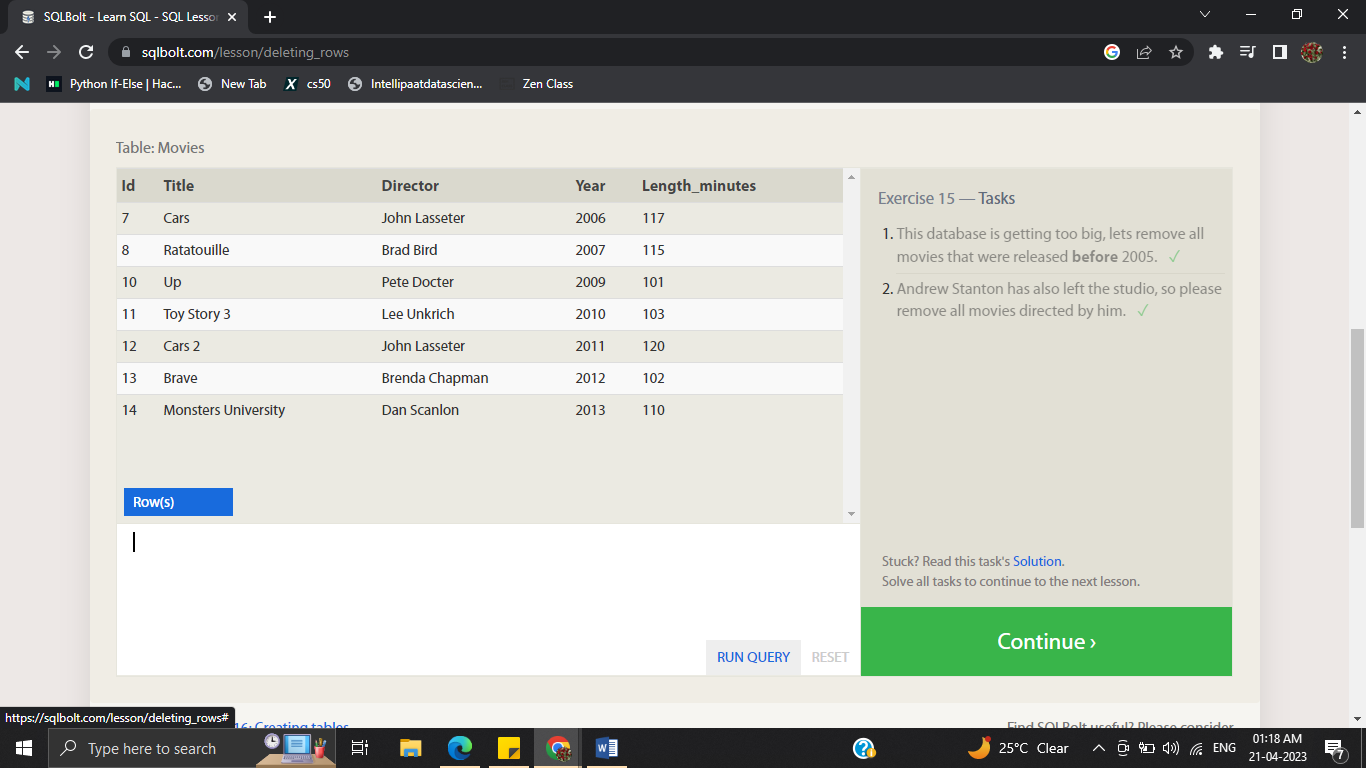 SQLBolt - Learn SQL - SQL Lesson
sqlbolt.com/lesson/deleting_rows
Python If-Else | Hac... New Tab cs50 Intellipaatdatascien... Zen Class
Table: Movies
Id Title Director Year Length_minutes
7 Cars John Lasseter 2006 117
8 Ratatouille Brad Bird 2007 115
10 Up Pete Docter 2009 101
11 Toy Story 3 Lee Unkrich 2010 103
12 Cars 2 John Lasseter 2011 120
13 Brave Brenda Chapman 2012 102
14 Monsters University Dan Scanlon 2013 110
Row(s)
RUN QUERY RESET
Exercise 15 — Tasks
1. This database is getting too big, lets remove all
movies that were released before 2005. ✓
2. Andrew Stanton has also left the studio, so please
remove all movies directed by him. ✓
Stuck? Read this task's Solution.
Solve all tasks to continue to the next lesson.
Continue ›
https://sqlbolt.com/lesson/deleting_rows#
16: Creating tables
Find SQLBolt useful? Please consider
Type here to search
25°C Clear
ENG
01:18 AM
21-04-2023
7